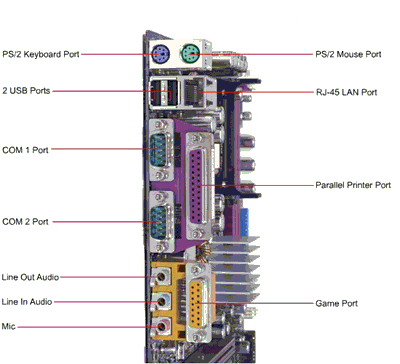 PS/2 Keyboard Port
PS/2 Mouse Port
2 USB Ports
RJ-45 LAN Port
COM 1 Port
Parallel Printer Port
COM 2 Port
Line Out Audio
Line In Audio
Game Port
Mic